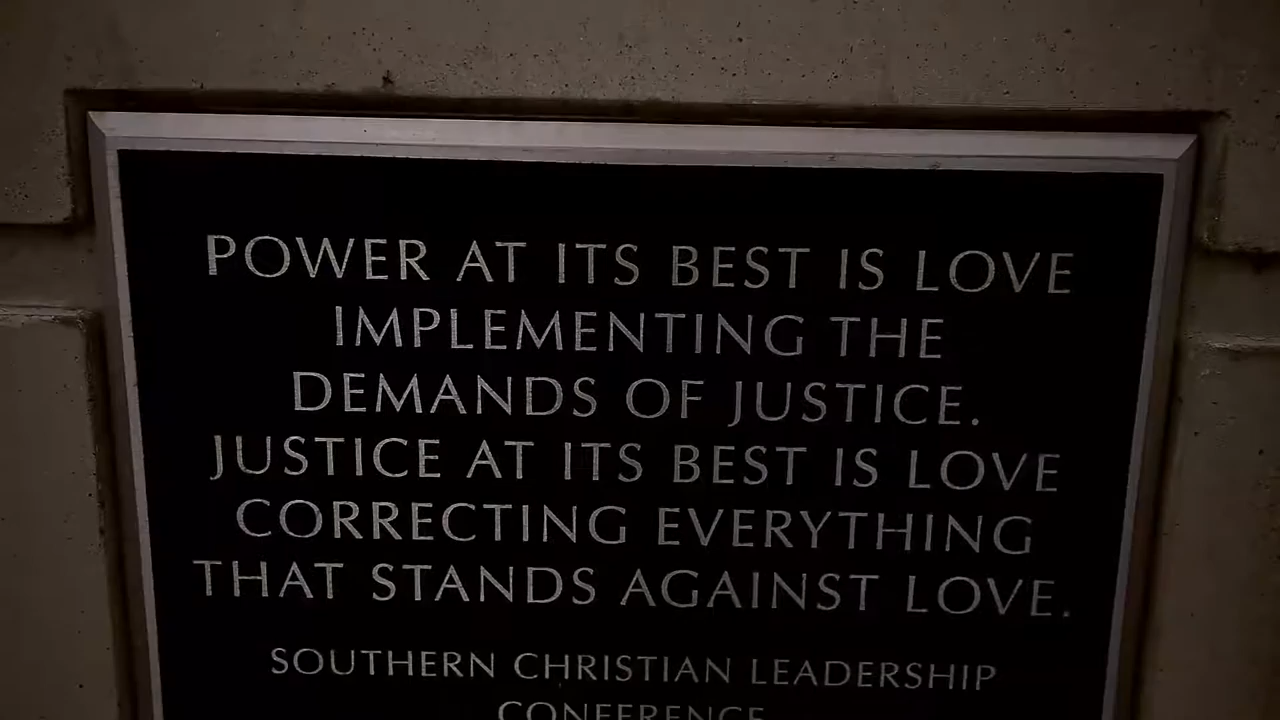 POWER AT ITS BEST IS LOVE
IMPLEMENTING THE
DEMANDS OF JUSTICE.
JUSTICE AT ITS BEST IS LOVE
CORRECTING EVERYTHING
THAT STANDS AGAINST LOVE.
SOUTHERN CHRISTIAN LEADERSHIP
CONFERENCE